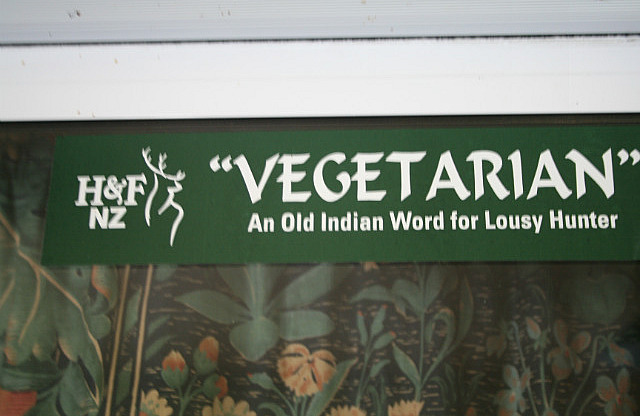 H&F
NZ
“VEGETARIAN”
An Old Indian Word for Lousy Hunter